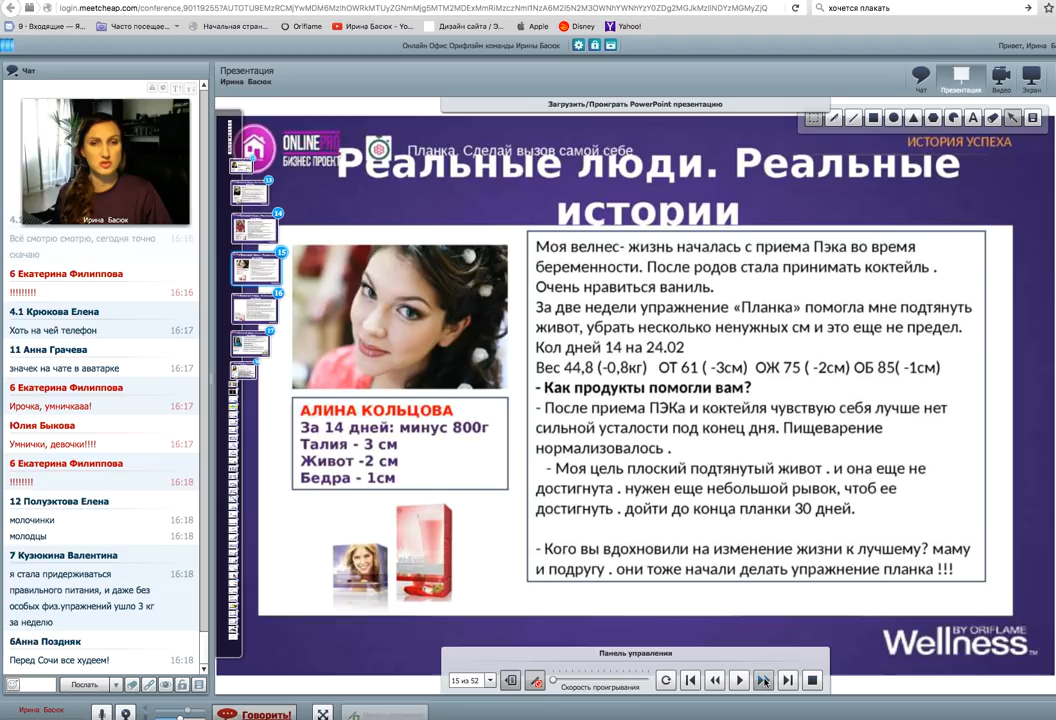 login.meetcheap.com/conference,90119255?AUTOTU9EMzRCMjYwMDM6MzIhOWRkMTUyZGNmMjg5MTM2MDExMmRiMzczNmI1NzA6M2I5N2M3OWNhYWNhYzY0ZDg2MGJkMzllNDYzMGYyMzZjQ
хочется плакать
9 - Входящие — Я...
Часто посещаемые
Начальная страница
Oriflame
Ирина Басюк — YouT...
Дизайн сайта / Э...
Apple
Disney
Yahoo!
Онлайн Офис Орифлэйм команды Ирины Басюк
Привет, Ирина Б
Чат
Ирина Басюк
4.1
Всё смотрю смотрю, сегодня точно 16:16
скачаю
6 Екатерина Филиппова
!!!!!!!!! 16:16
4.1 Крюкова Елена
Хоть на чей телефон 16:17
11 Анна Грачева
значек на чате в аватарке 16:17
6 Екатерина Филиппова
Ирочка, умничкааа! 16:17
Юлия Быкова
Умнички, девочки!!!! 16:17
6 Екатерина Филиппова
!!!!!!!! 16:18
12 Полуэктова Елена
молочинки 16:18
молодцы 16:18
7 Кузюкина Валентина
я стала придерживаться 16:18
правильного питания, и даже без
особых физ.упражнений ушло 3 кг
за неделю
6Анна Поздняк
Перед Сочи все худеем! 16:18
Послать
Ирина Басюк
Говорить!
Презентация
Ирина Басюк
Чат
Презентация
Видео
Экран
Загрузить/Проиграть PowerPoint презентацию
ONLINEPRO
БИЗНЕС ПРОЕКТ
Планка. Сделай вызов самой себе
ИСТОРИЯ УСПЕХА
Реальные люди. Реальные
истории
13
14
15
16
17
АЛИНА КОЛЬЦОВА
За 14 дней: минус 800г
Талия - 3 см
Живот -2 см
Бедра - 1см
Моя велнес- жизнь началась с приема Пэка во время
беременности. После родов стала принимать коктейль .
Очень нравиться ваниль.
За две недели упражнение «Планка» помогла мне подтянуть
живот, убрать несколько ненужных см и это еще не предел.
Кол дней 14 на 24.02
Вес 44,8 (-0,8кг) ОТ 61 ( -3см) ОЖ 75 ( -2см) ОБ 85( -1см)
- Как продукты помогли вам?
- После приема ПЭКа и коктейля чувствую себя лучше нет
сильной усталости под конец дня. Пищеварение
нормализовалось .
- Моя цель плоский подтянутый живот . и она еще не
достигнута . нужен еще небольшой рывок, чтоб ее
достигнуть . дойти до конца планки 30 дней.
- Кого вы вдохновили на изменение жизни к лучшему? маму
и подругу . они тоже начали делать упражнение планка !!!
Wellness BY ORIFLAME™
Панель управления
15 из 52
Скорость проигрывания